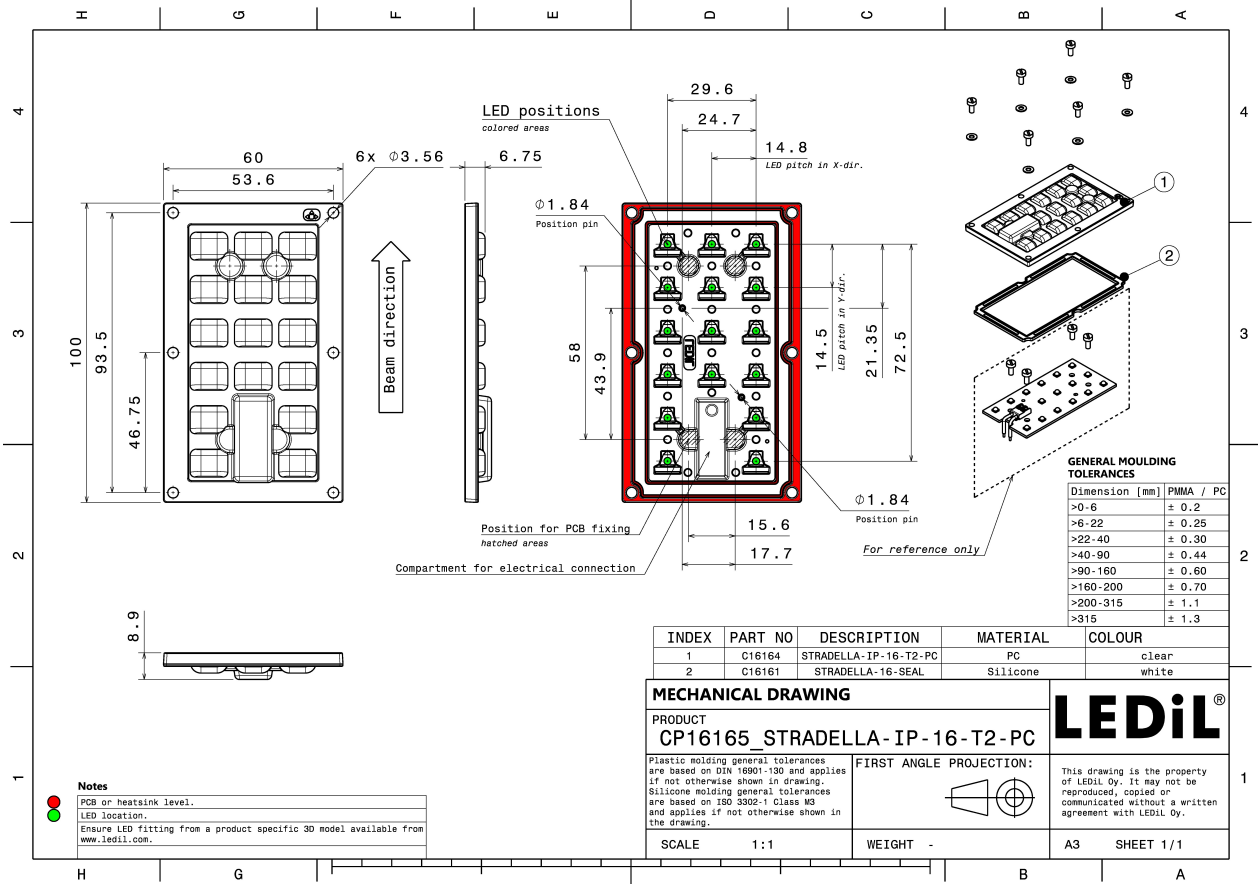 H G F E D C B A
4
3
2
1
4
3
2
1
60
53.6
6x Ø3.56
100
93.5
46.75
Beam direction
6.75
8.9
LED positions
colored areas
29.6
24.7
14.8
LED pitch in X-dir.
Ø1.84
Position pin
58
43.9
14.5
LED pitch in Y-dir.
21.35
72.5
LEDiL
Ø1.84
Position pin
Position for PCB fixing
hatched areas
Compartment for electrical connection
15.6
17.7
1
2
For reference only
GENERAL MOULDING
TOLERANCES
Dimension [mm] PMMA / PC
>0-6 ± 0.2
>6-22 ± 0.25
>22-40 ± 0.30
>40-90 ± 0.44
>90-160 ± 0.60
>160-200 ± 0.70
>200-315 ± 1.1
>315 ± 1.3
INDEX PART NO DESCRIPTION MATERIAL COLOUR
1 C16164 STRADELLA-IP-16-T2-PC PC clear
2 C16161 STRADELLA-16-SEAL Silicone white
MECHANICAL DRAWING
PRODUCT
CP16165_STRADELLA-IP-16-T2-PC
LEDiL®
Plastic molding general tolerances
are based on DIN 16901-130 and applies
if not otherwise shown in drawing.
Silicone molding general tolerances
are based on ISO 3302-1 Class M3
and applies if not otherwise shown in
the drawing.
FIRST ANGLE PROJECTION:
This drawing is the property
of LEDiL Oy. It may not be
reproduced, copied or
communicated without a written
agreement with LEDiL Oy.
SCALE 1:1
WEIGHT -
A3 SHEET 1/1
Notes
PCB or heatsink level.
LED location.
Ensure LED fitting from a product specific 3D model available from
www.ledil.com.
H G B A